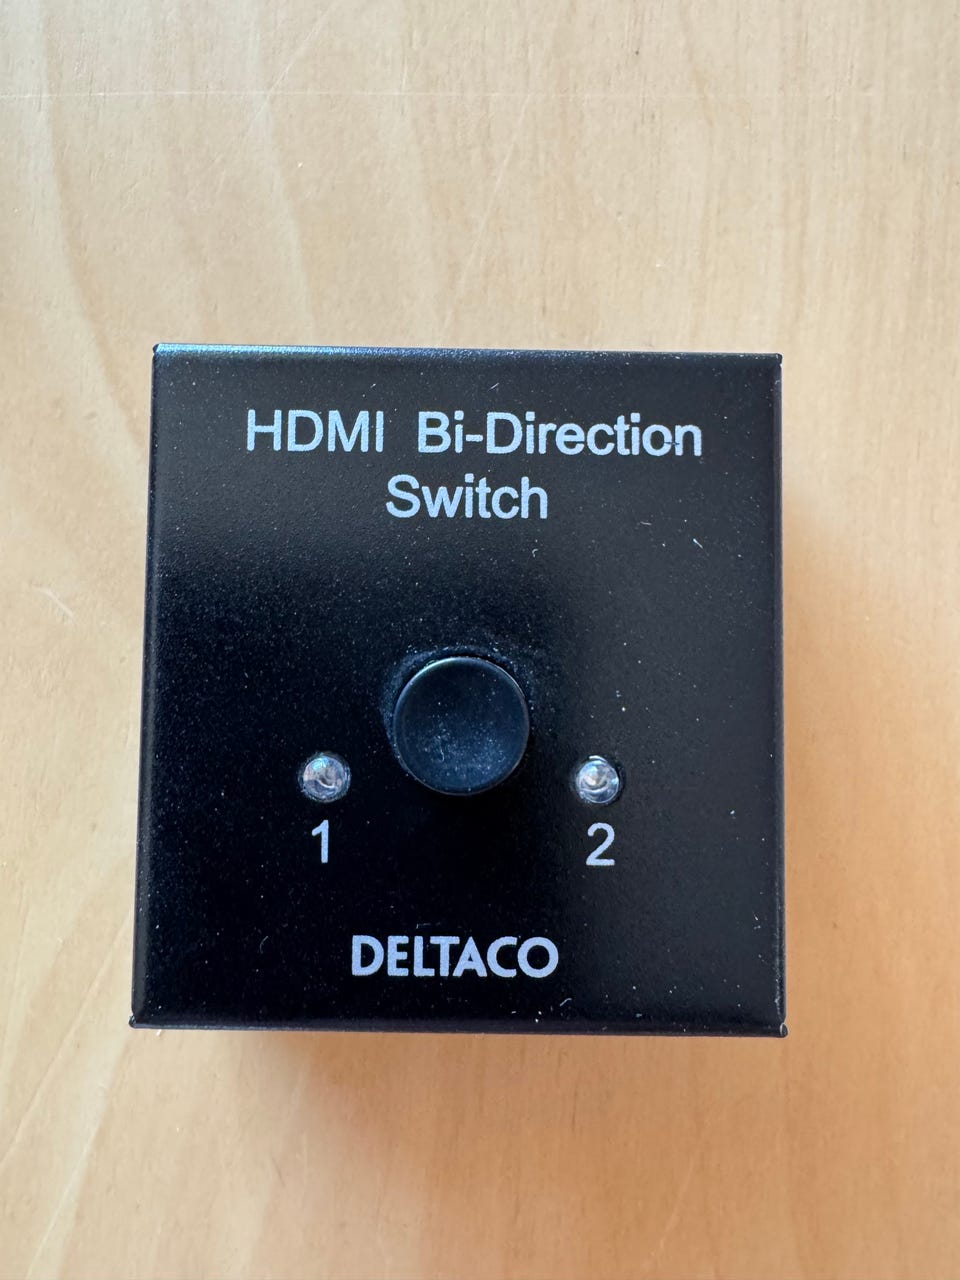 HDMI Bi-Direction
Switch
1 2
DELTACO